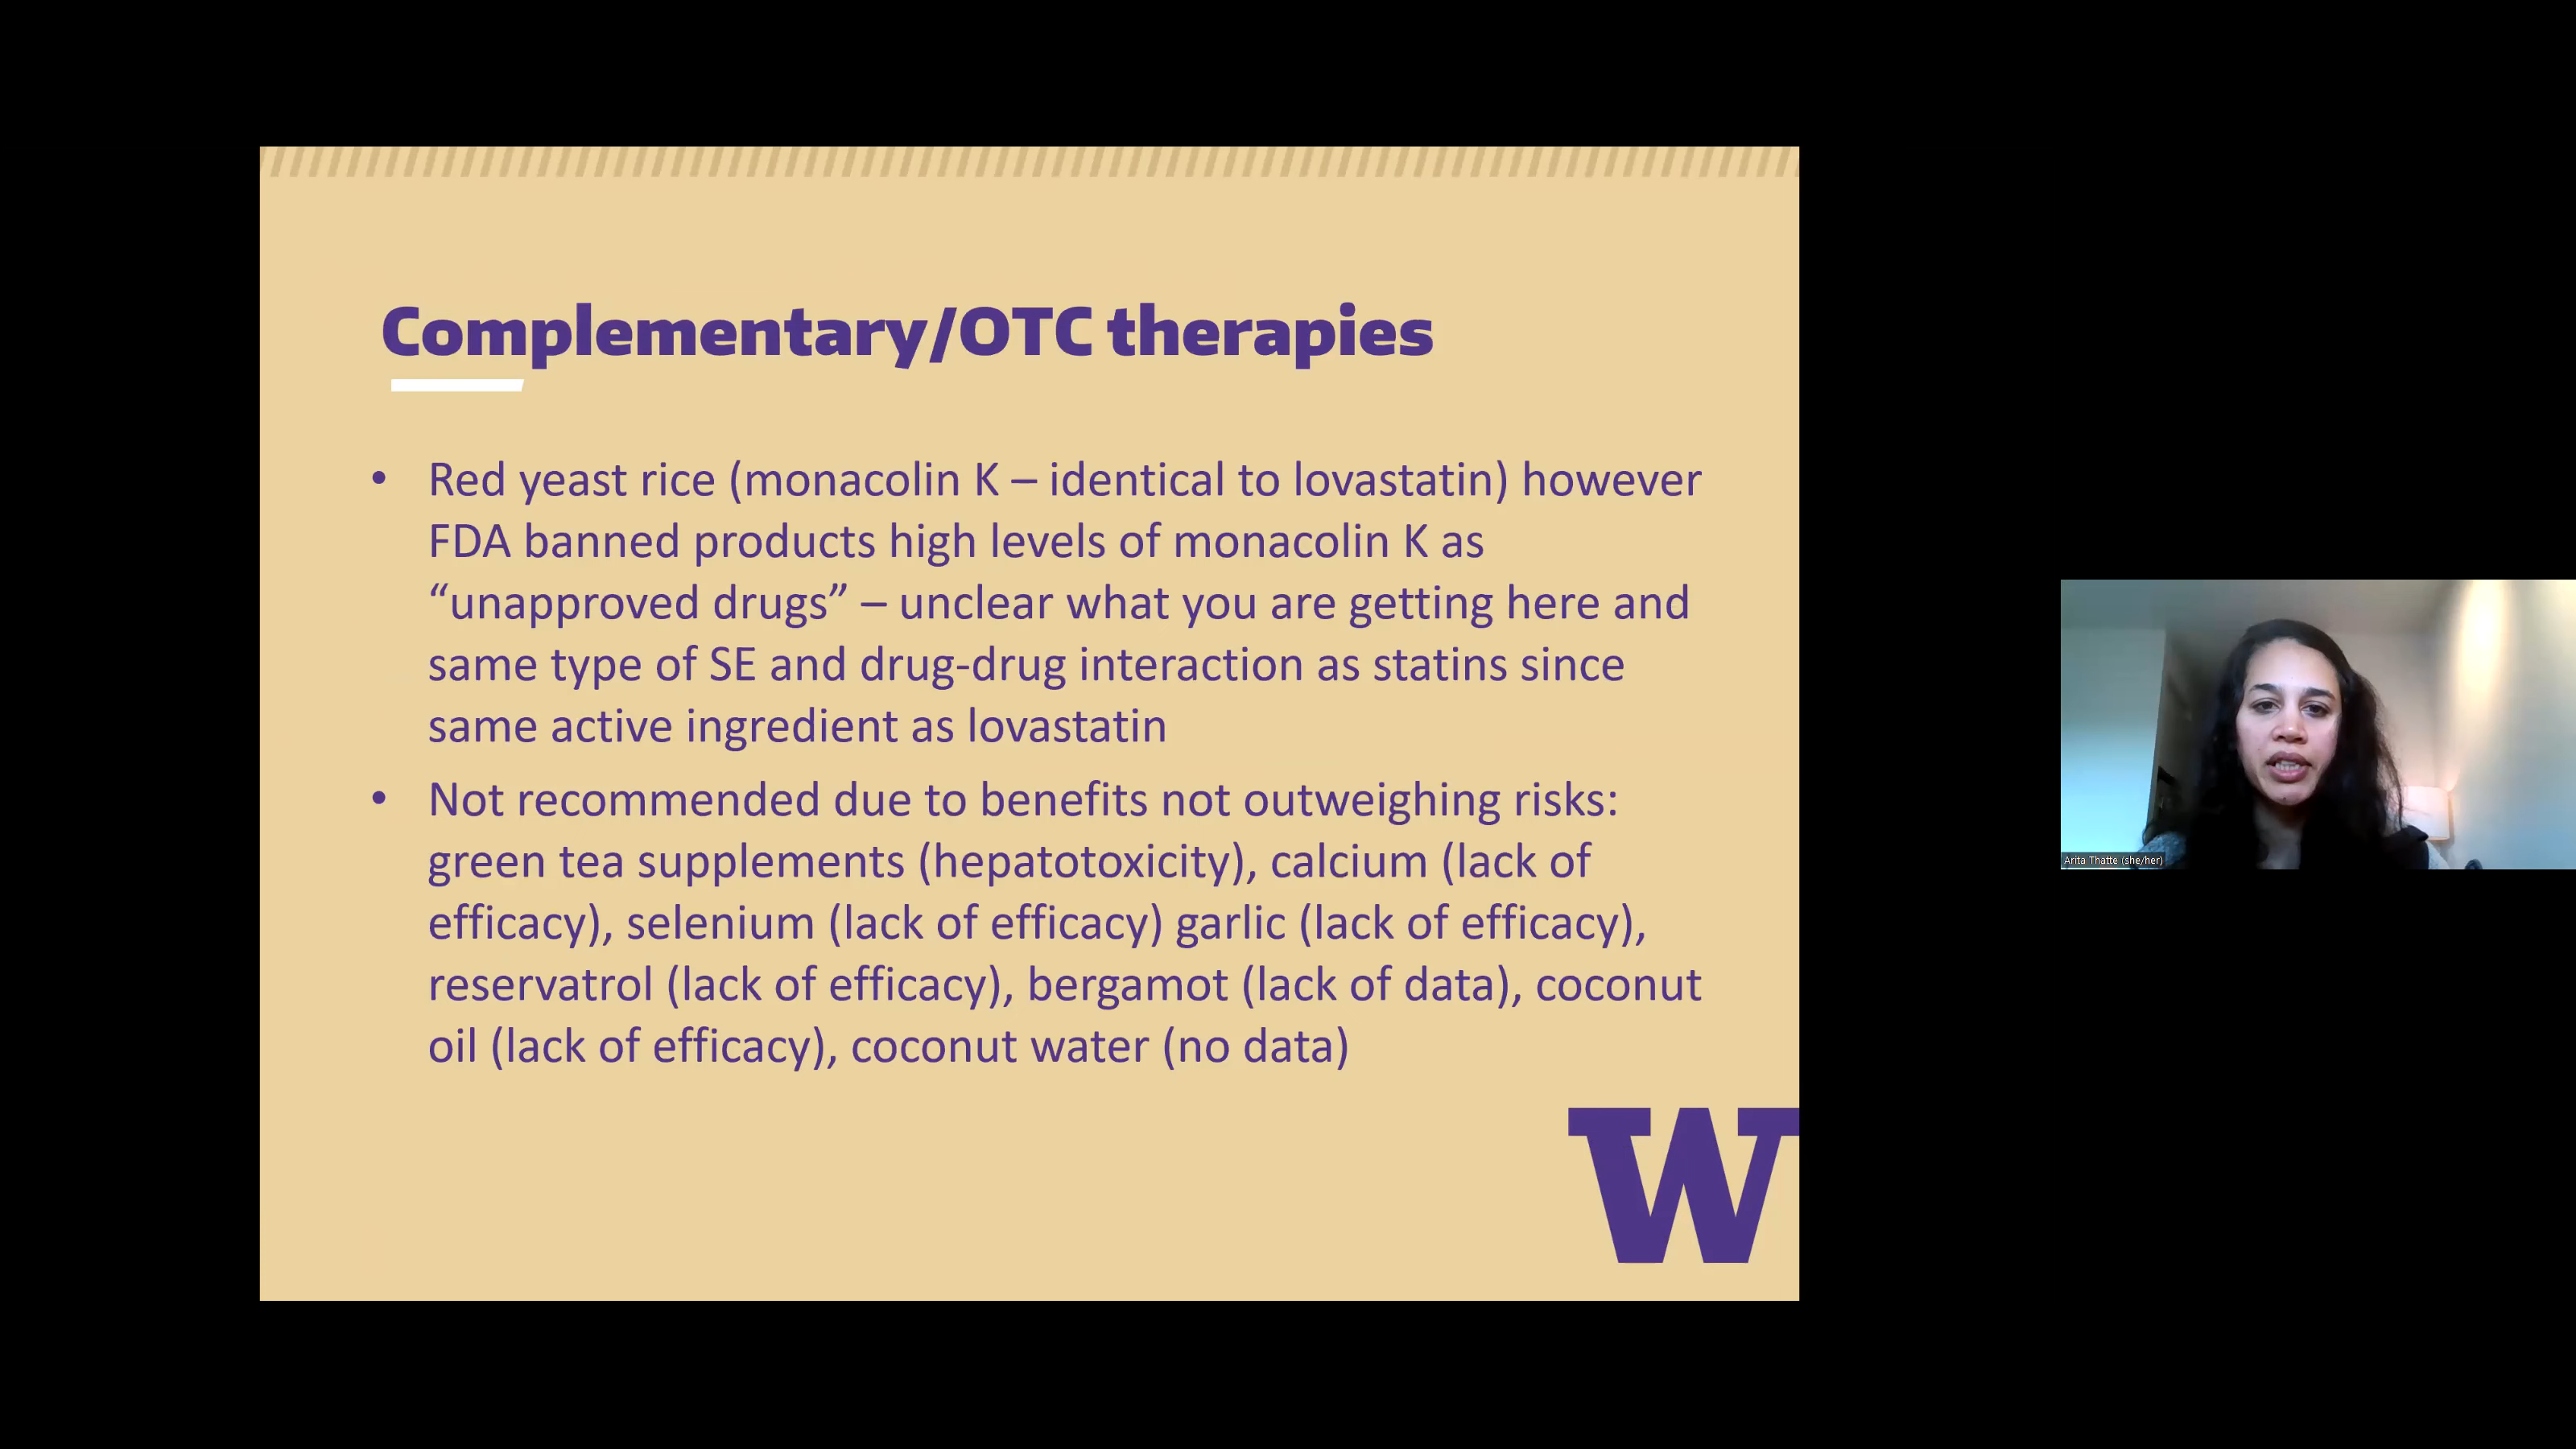 Complementary/OTC therapies
• Red yeast rice (monacolin K – identical to lovastatin) however
FDA banned products high levels of monacolin K as
“unapproved drugs” – unclear what you are getting here and
same type of SE and drug-drug interaction as statins since
same active ingredient as lovastatin
• Not recommended due to benefits not outweighing risks:
green tea supplements (hepatotoxicity), calcium (lack of
efficacy), selenium (lack of efficacy) garlic (lack of efficacy),
reservatrol (lack of efficacy), bergamot (lack of data), coconut
oil (lack of efficacy), coconut water (no data)
W
Arita Thatte (she/her)